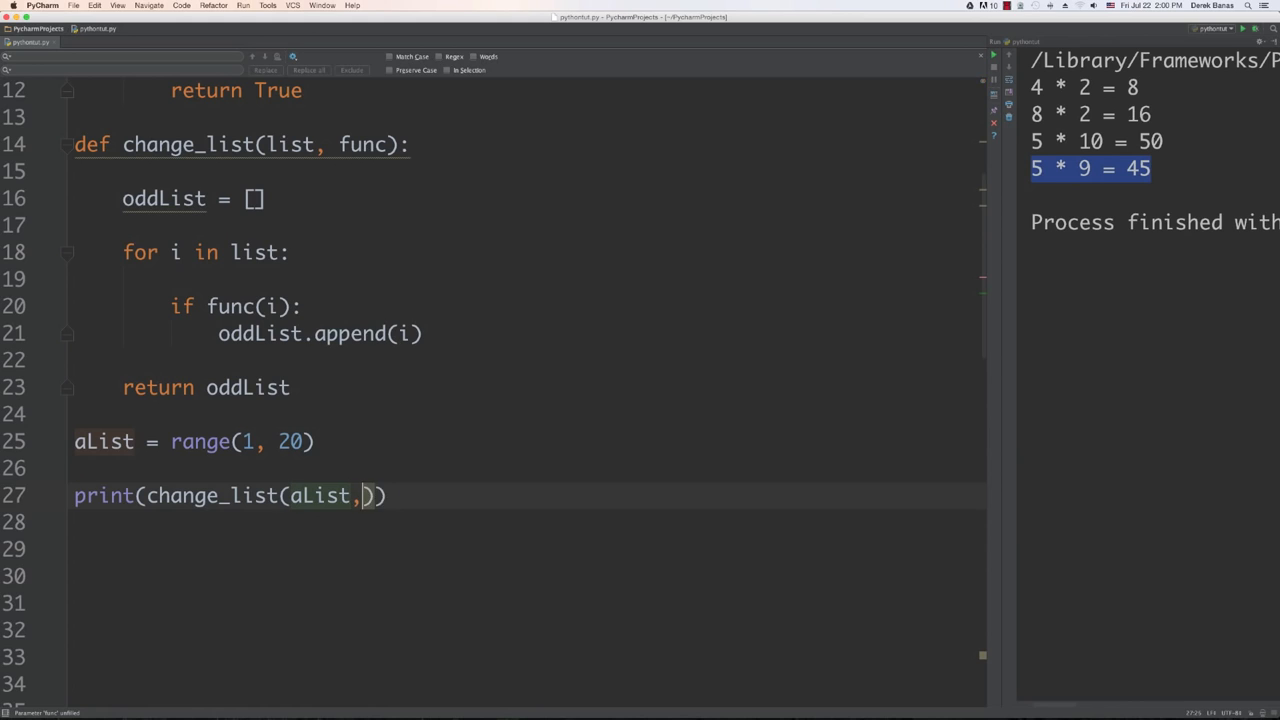 PyCharm File Edit View Navigate Code Refactor Run Tools VCS Window Help
10 Fri Jul 22 2:00 PM Derek Banas
pythontut.py - PycharmProjects - [~/PycharmProjects]
PycharmProjects pythontut.py pythontut
pythontut.py
Run pythontut
Match Case Regex Words
Replace Replace all Exclude Preserve Case In Selection
12 return True
13
14 def change_list(list, func):
15
16 oddList = []
17
18 for i in list:
19
20 if func(i):
21 oddList.append(i)
22
23 return oddList
24
25 aList = range(1, 20)
26
27 print(change_list(aList,))
28
29
30
31
32
33
34
/Library/Frameworks/P
4 * 2 = 8
8 * 2 = 16
5 * 10 = 50
5 * 9 = 45
Process finished with
Parameter 'func' unfilled
27:25 LF≑ UTF-8≑